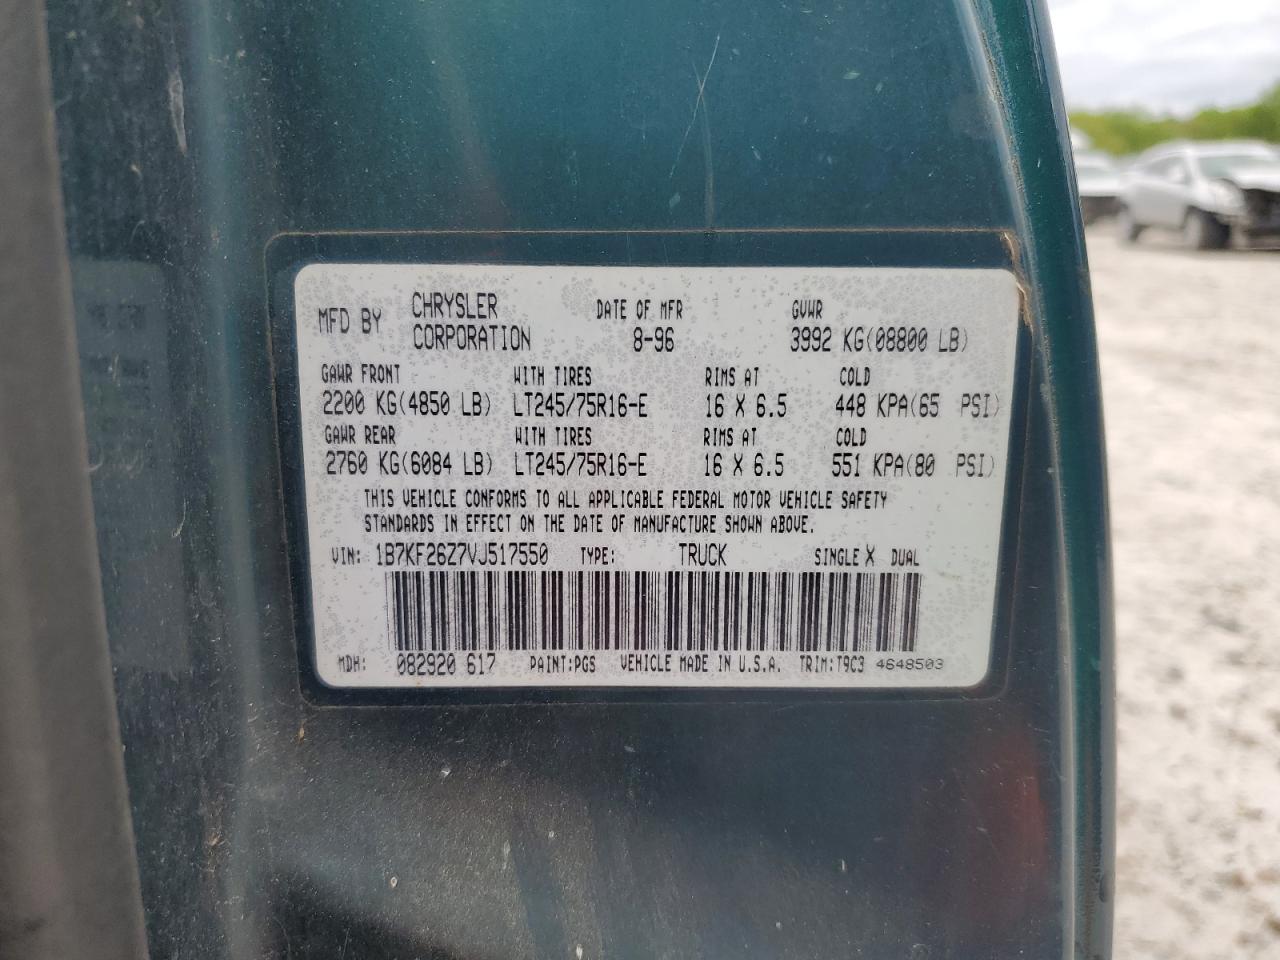 MFD BY CHRYSLER CORPORATION DATE OF MFR 8-96 GVWR 3992 KG(08800 LB)
GAWR FRONT WITH TIRES RIMS AT COLD
2200 KG(4850 LB) LT245/75R16-E 16 X 6.5 448 KPA(65 PSI)
GAWR REAR WITH TIRES RIMS AT COLD
2760 KG(6084 LB) LT245/75R16-E 16 X 6.5 551 KPA(80 PSI)
THIS VEHICLE CONFORMS TO ALL APPLICABLE FEDERAL MOTOR VEHICLE SAFETY
STANDARDS IN EFFECT ON THE DATE OF MANUFACTURE SHOWN ABOVE.
VIN: 1B7KF26Z7VJ517550 TYPE: TRUCK SINGLE X DUAL
MDH: 082920 617 PAINT:PGS VEHICLE MADE IN U.S.A. TRIM:T9C3 4648503